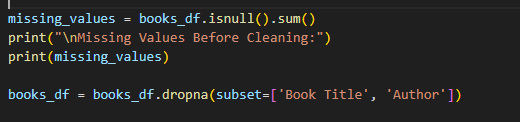 missing_values = books_df.isnull().sum()
print("\nMissing Values Before Cleaning:")
print(missing_values)
books_df = books_df.dropna(subset=['Book Title', 'Author'])